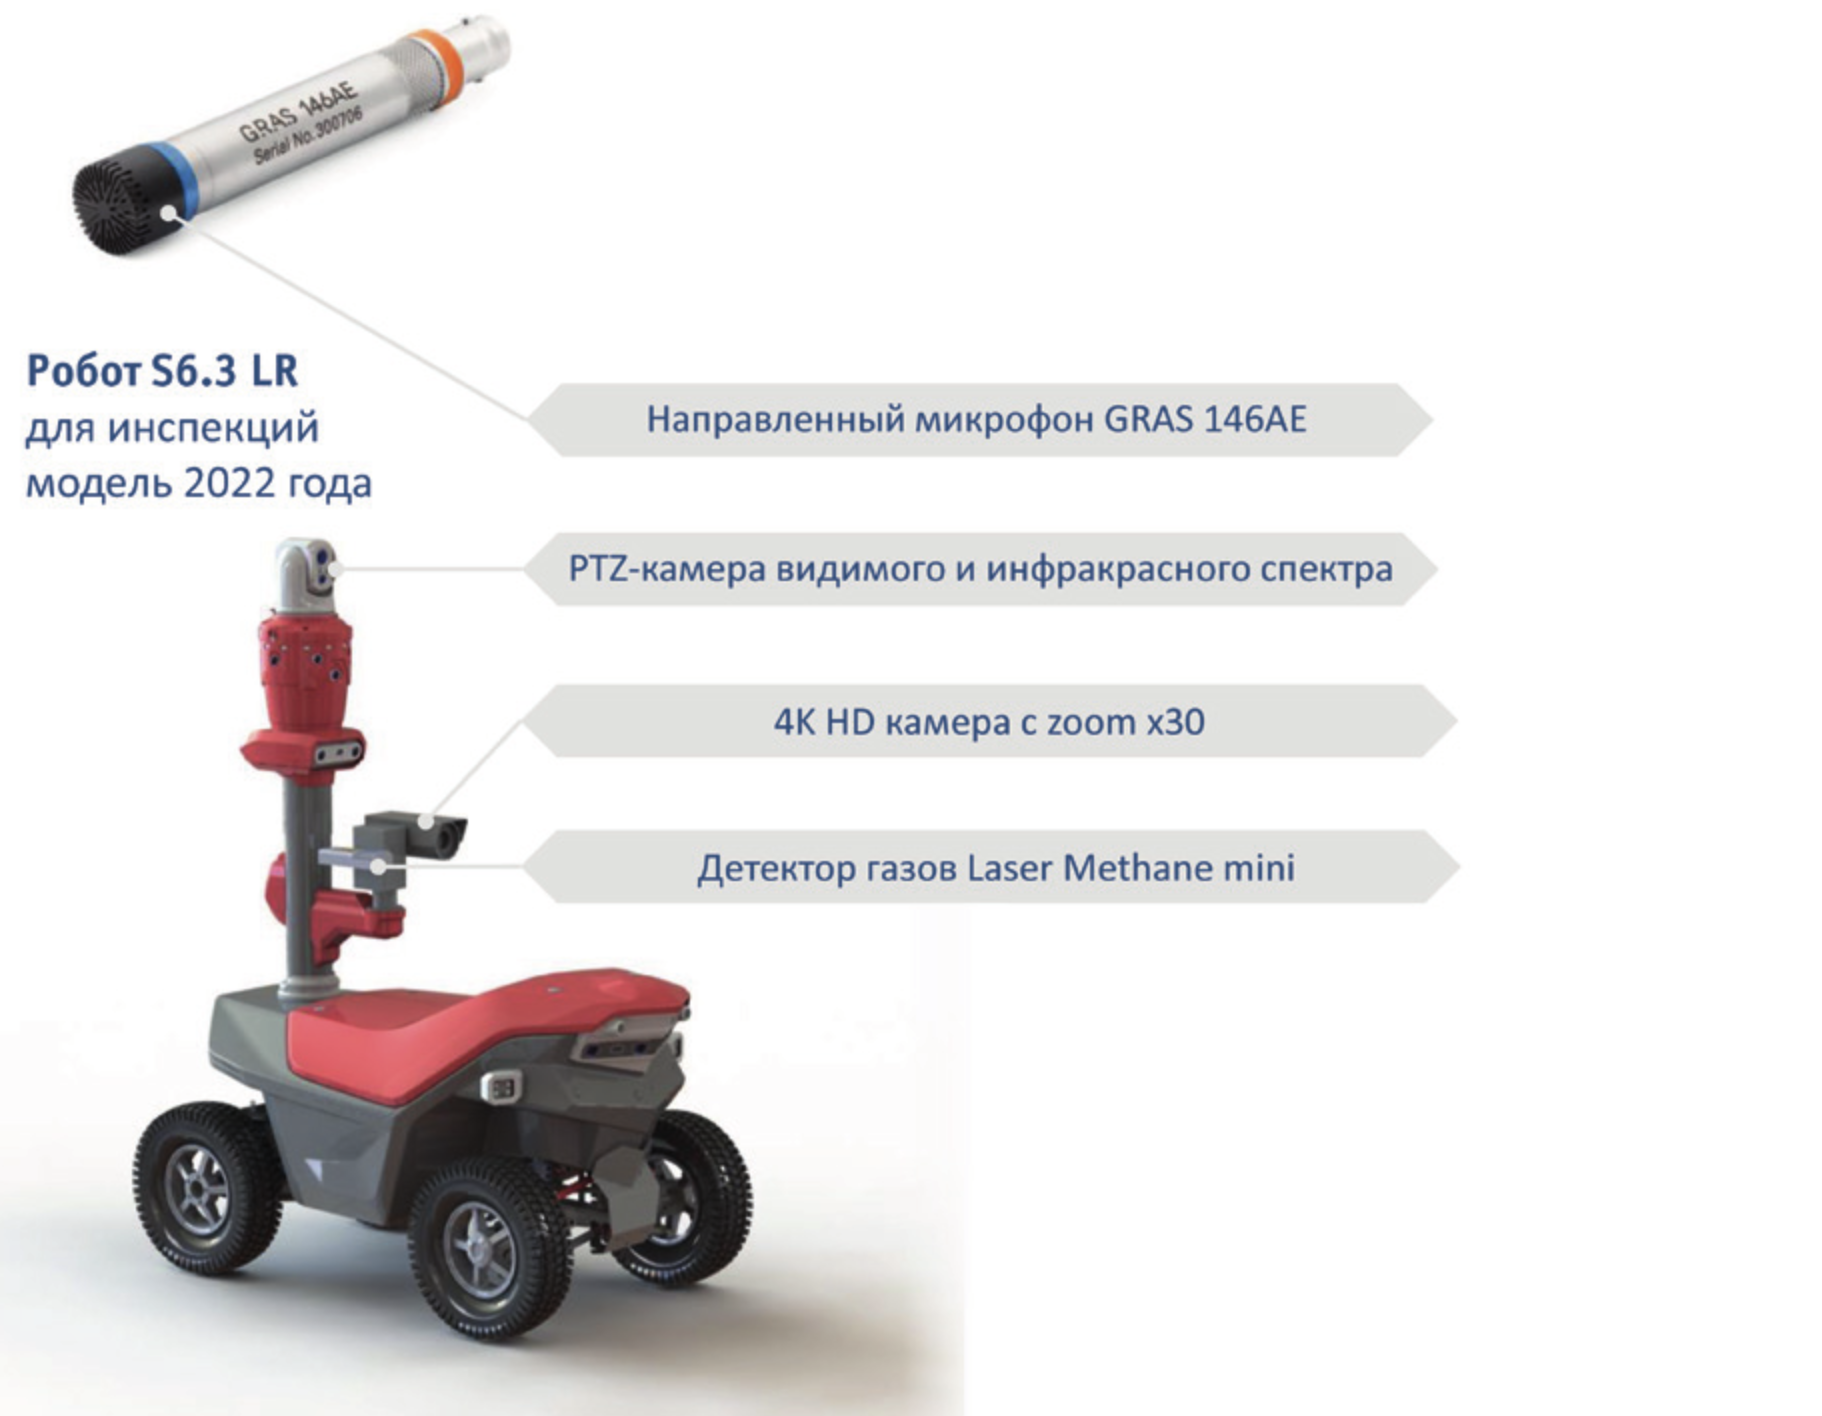 GRAS 146AE
Serial No. 300706
Робот S6.3 LR
для инспекций
модель 2022 года
Направленный микрофон GRAS 146AE
PTZ-камера видимого и инфракрасного спектра
4K HD камера с zoom x30
Детектор газов Laser Methane mini